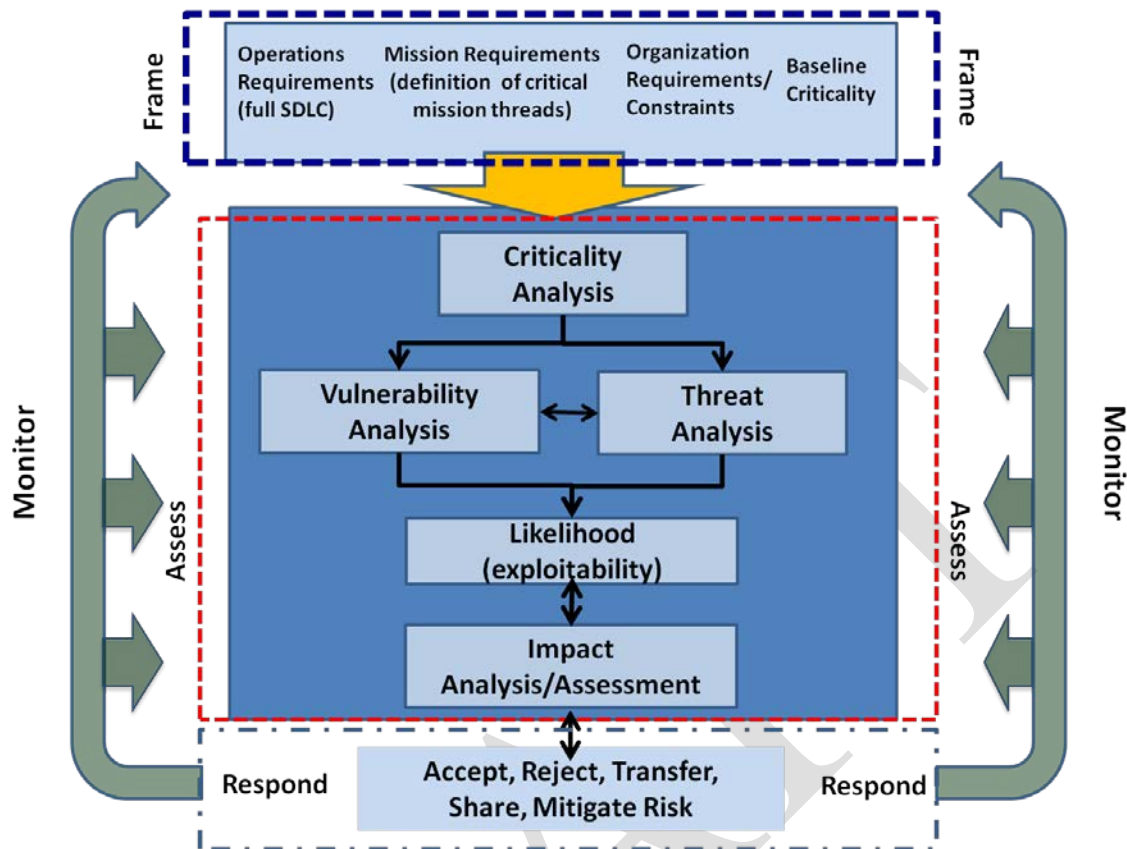 Frame
Operations
Requirements
(full SDLC)
Mission Requirements
(definition of critical
mission threads)
Organization
Requirements/
Constraints
Baseline
Criticality
Frame
Criticality
Analysis
Vulnerability
Analysis
Threat
Analysis
Monitor
Assess
Likelihood
(exploitability)
Assess
Monitor
Impact
Analysis/Assessment
Respond
Accept, Reject, Transfer,
Share, Mitigate Risk
Respond